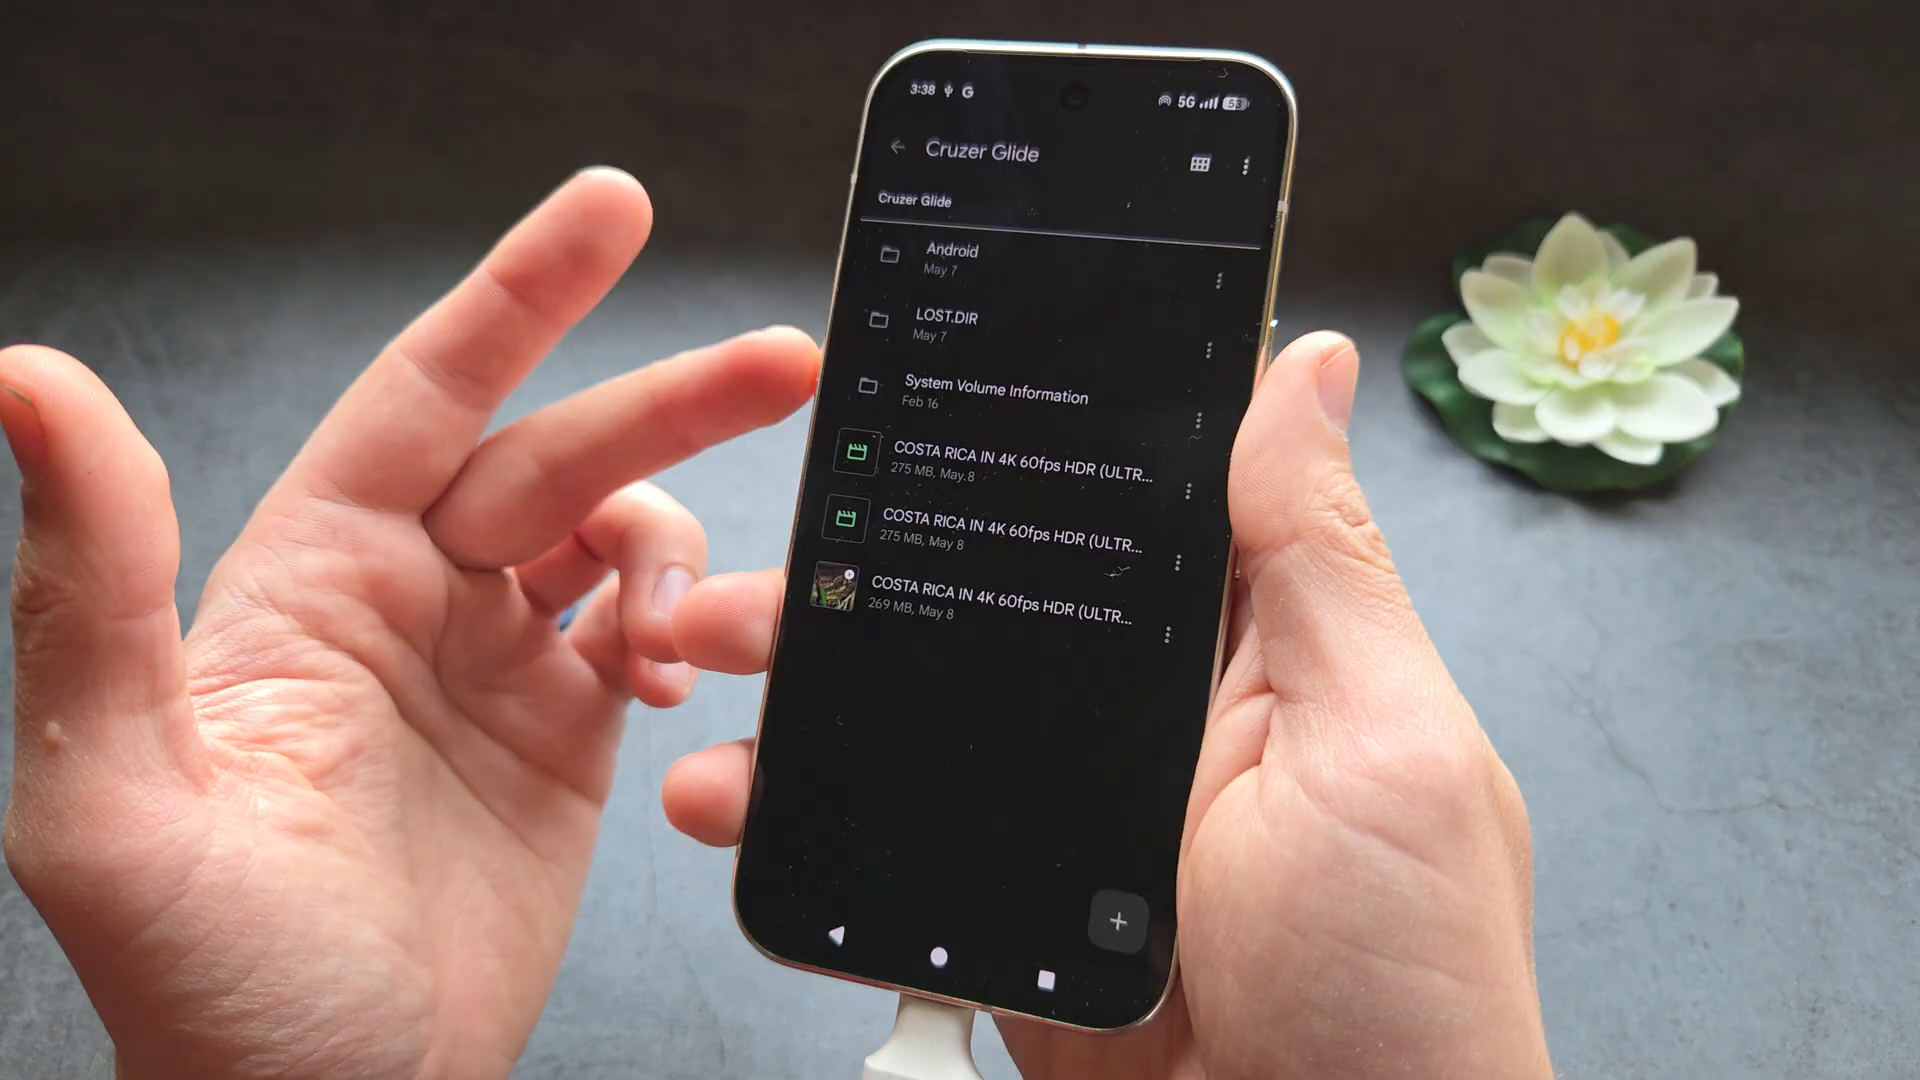 3:38 G 5G 53
Cruzer Glide
Cruzer Glide
Android
May 7
LOST.DIR
May 7
System Volume Information
Feb 16
COSTA RICA IN 4K 60fps HDR (ULTR...
275 MB, May 8
COSTA RICA IN 4K 60fps HDR (ULTR...
275 MB, May 8
COSTA RICA IN 4K 60fps HDR (ULTR...
269 MB, May 8